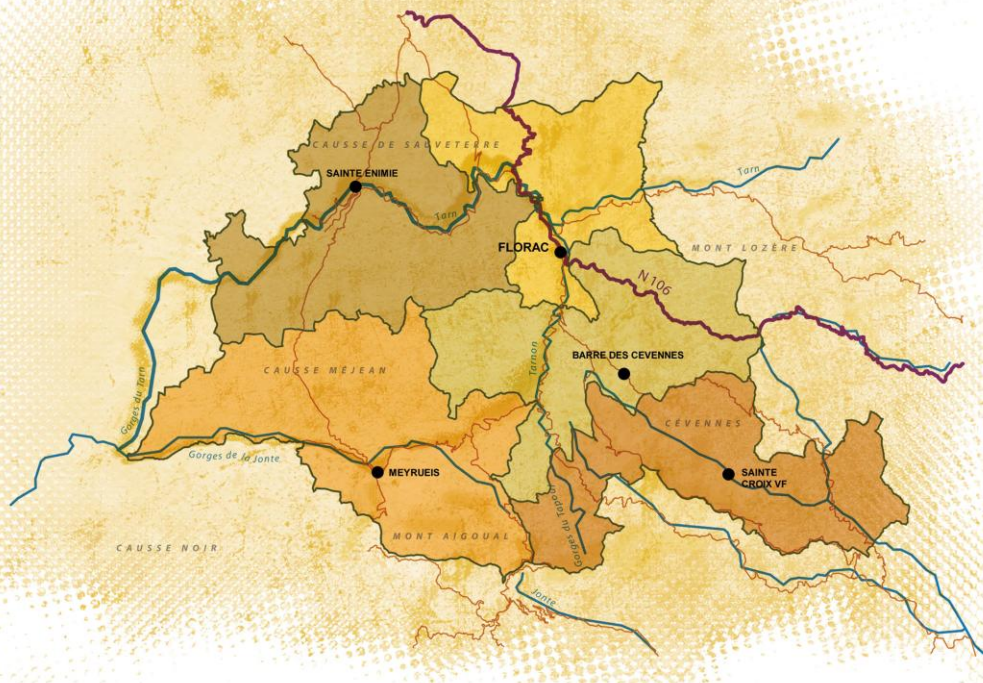 CAUSSE DE SAUVETERRE
SAINTE ENIMIE
Tarn
Tarn
FLORAC
MONT LOZÈRE
N 106
Tarnon
BARRE DES CEVENNES
CAUSSE MÉJEAN
Gorges du Tarn
CÉVENNES
Gorges de la Jonte
MEYRUEIS
SAINTE
CROIX VF
Gorges du Tapoul
MONT AIGOUAL
CAUSSE NOIR
Jonte